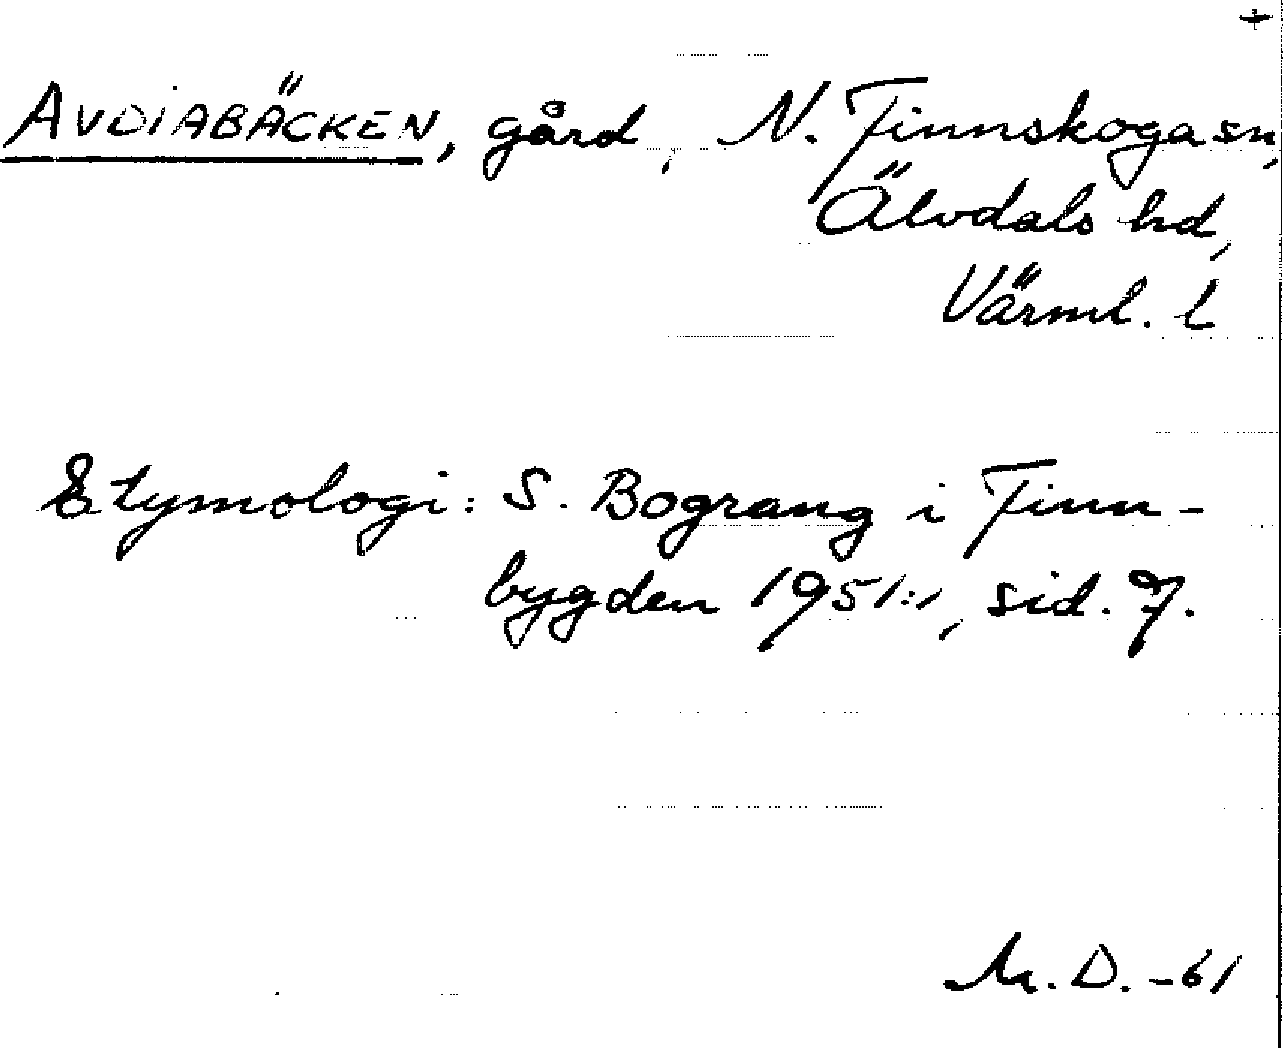 +
AVDIABÄCKEN, gård, N. Finnskoga sn,
Älvdals hd,
Värml. l
Etymologi: S. Bograng i Finn-
bygden 1951:1, sid. 7.
M. D. -61